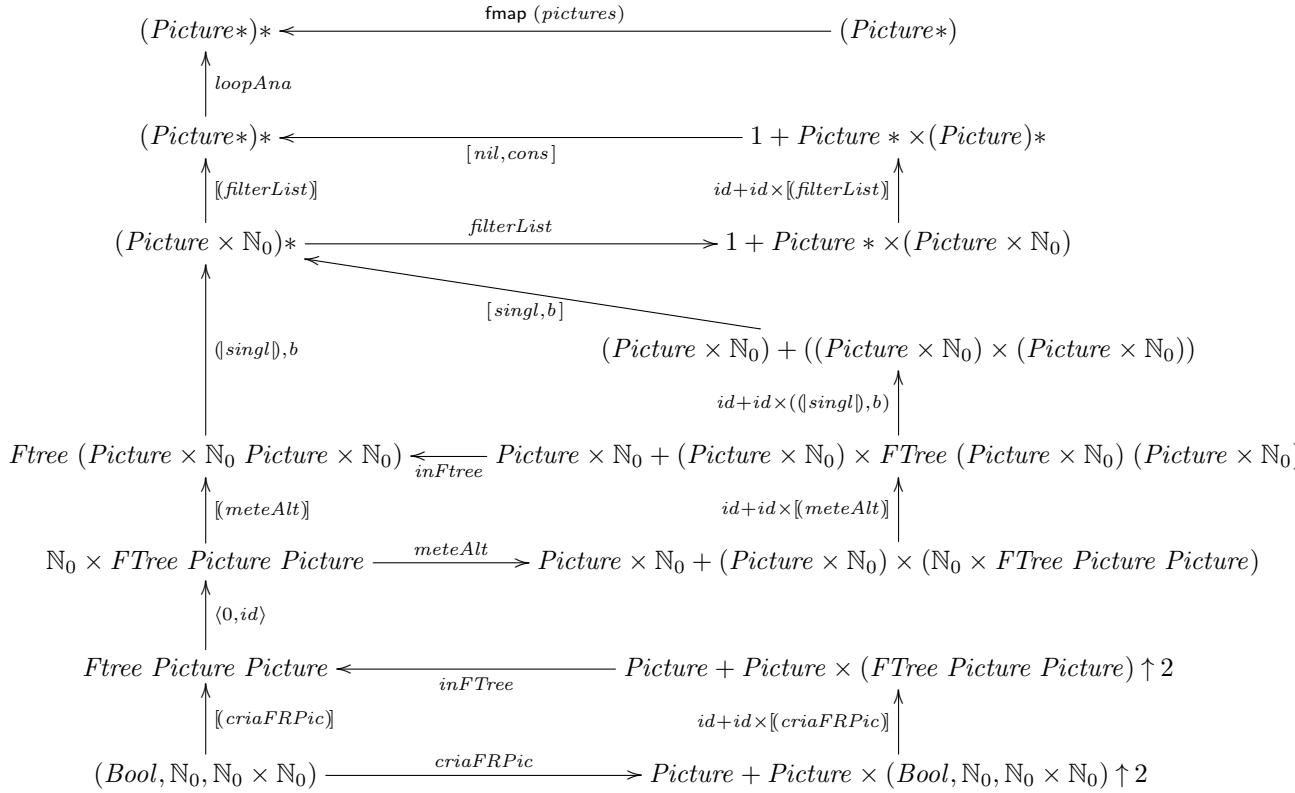 fmap (pictures)
(Picture∗)∗ (Picture∗)
loopAna
(Picture∗)∗ 1 + Picture ∗ ×(Picture)∗
[nil,cons]
[(filterList)] id+id×[(filterList)]
filterList
(Picture × ℕ₀)∗ 1 + Picture ∗ ×(Picture × ℕ₀)
[singl,b]
(|singl|),b (Picture × ℕ₀) + ((Picture × ℕ₀) × (Picture × ℕ₀))
id+id×((|singl|),b)
Ftree (Picture × ℕ₀ Picture × ℕ₀) Picture × ℕ₀ + (Picture × ℕ₀) × FTree (Picture × ℕ₀) (Picture × ℕ₀)
inFtree
[(meteAlt)] id+id×[(meteAlt)]
meteAlt
ℕ₀ × FTree Picture Picture Picture × ℕ₀ + (Picture × ℕ₀) × (ℕ₀ × FTree Picture Picture)
⟨0,id⟩
Ftree Picture Picture Picture + Picture × (FTree Picture Picture) ↑ 2
inFTree
[(criaFRPic)] id+id×[(criaFRPic)]
criaFRPic
(Bool, ℕ₀, ℕ₀ × ℕ₀) Picture + Picture × (Bool, ℕ₀, ℕ₀ × ℕ₀) ↑ 2